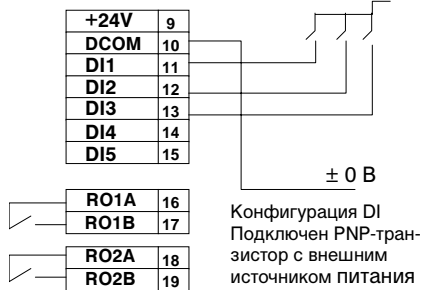 +24V 9
DCOM 10
DI1 11
DI2 12
DI3 13
DI4 14
DI5 15
± 0 В
RO1A 16
RO1B 17
RO2A 18
RO2B 19
Конфигурация DI
Подключен PNP-тран-
зистор с внешним
источником питания